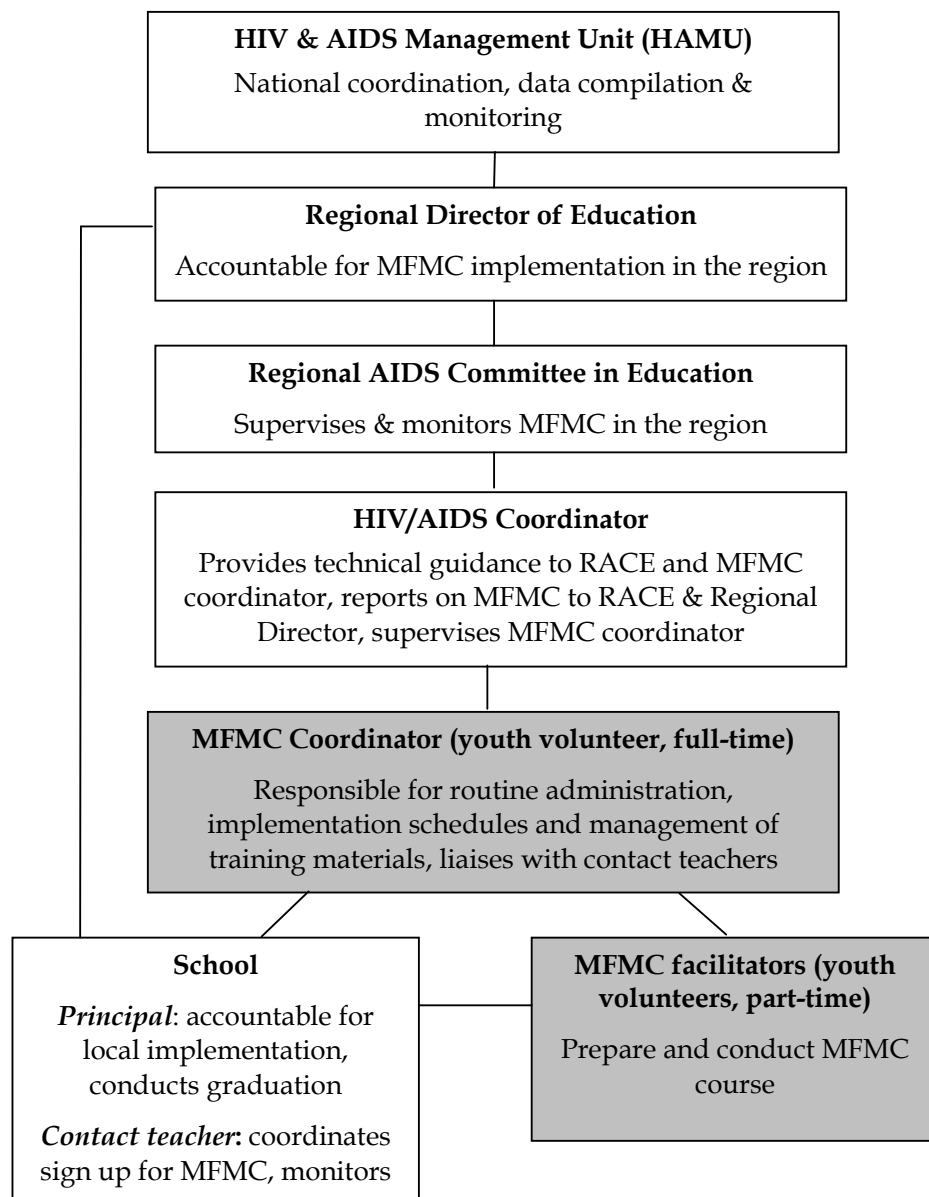 HIV & AIDS Management Unit (HAMU)
National coordination, data compilation &
monitoring
Regional Director of Education
Accountable for MFMC implementation in the region
Regional AIDS Committee in Education
Supervises & monitors MFMC in the region
HIV/AIDS Coordinator
Provides technical guidance to RACE and MFMC
coordinator, reports on MFMC to RACE & Regional
Director, supervises MFMC coordinator
MFMC Coordinator (youth volunteer, full-time)
Responsible for routine administration,
implementation schedules and management of
training materials, liaises with contact teachers
School
Principal: accountable for
local implementation,
conducts graduation
Contact teacher: coordinates
sign up for MFMC, monitors
MFMC facilitators (youth
volunteers, part-time)
Prepare and conduct MFMC
course